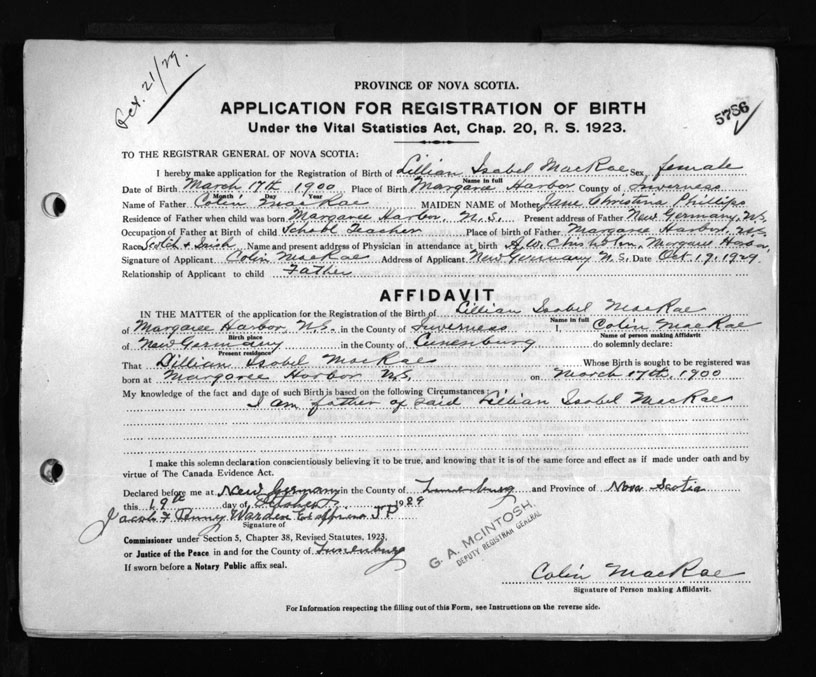 Oct. 21/29.
PROVINCE OF NOVA SCOTIA.
APPLICATION FOR REGISTRATION OF BIRTH
5786
Under the Vital Statistics Act, Chap. 20, R. S. 1923.
TO THE REGISTRAR GENERAL OF NOVA SCOTIA:
I hereby make application for the Registration of Birth of Lillian Isabel MacRae Sex female
Name in full
Date of Birth March 17th 1900 Place of Birth Margaree Harbor County of Inverness
Month Day Year
Name of Father Colin MacRae MAIDEN NAME of Mother Jane Christina Phillips
Residence of Father when child was born Margaree Harbor, N.S. Present address of Father New Germany, N.S.
Occupation of Father at Birth of child School Teacher Place of birth of Father Margaree Harbor, N.S.
Race Scotch & Name and present address of Physician in attendance at birth H.W. Chisholm, Margaree Harbor,
Signature of Applicant Colin MacRae Address of Applicant New Germany N.S. Date Oct. 19, 1929.
Relationship of Applicant to child Father
AFFIDAVIT
IN THE MATTER of the application for the Registration of the Birth of Lillian Isabel MacRae
Name in full
of Margaree Harbor, N.S. in the County of Inverness I, Colin MacRae
Birth place Name of person making Affidavit
of New Germany in the County of Lunenburg do solemnly declare:
Present residence
That Lillian Isabel MacRae Whose Birth is sought to be registered was
born at Margaree Harbor N.S. on March 17th, 1900
My knowledge of the fact and date of such Birth is based on the following Circumstances:
I am father of said Lillian Isabel MacRae
I make this solemn declaration conscientiously believing it to be true, and knowing that it is of the same force and effect as if made under oath and by
virtue of The Canada Evidence Act.
Declared before me at New Germany in the County of Lunenburg and Province of Nova Scotia
this 19th day of October 1929
Jacob F Penney Warden J P
Signature of
Commissioner under Section 5, Chapter 38, Revised Statutes, 1923,
or Justice of the Peace in and for the County of Lunenburg
If sworn before a Notary Public affix seal.
G. A. McINTOSH,
DEPUTY REGISTRAR GENERAL
Colin MacRae
Signature of Person making Affidavit.
For Information respecting the filling out of this Form, see Instructions on the reverse side.